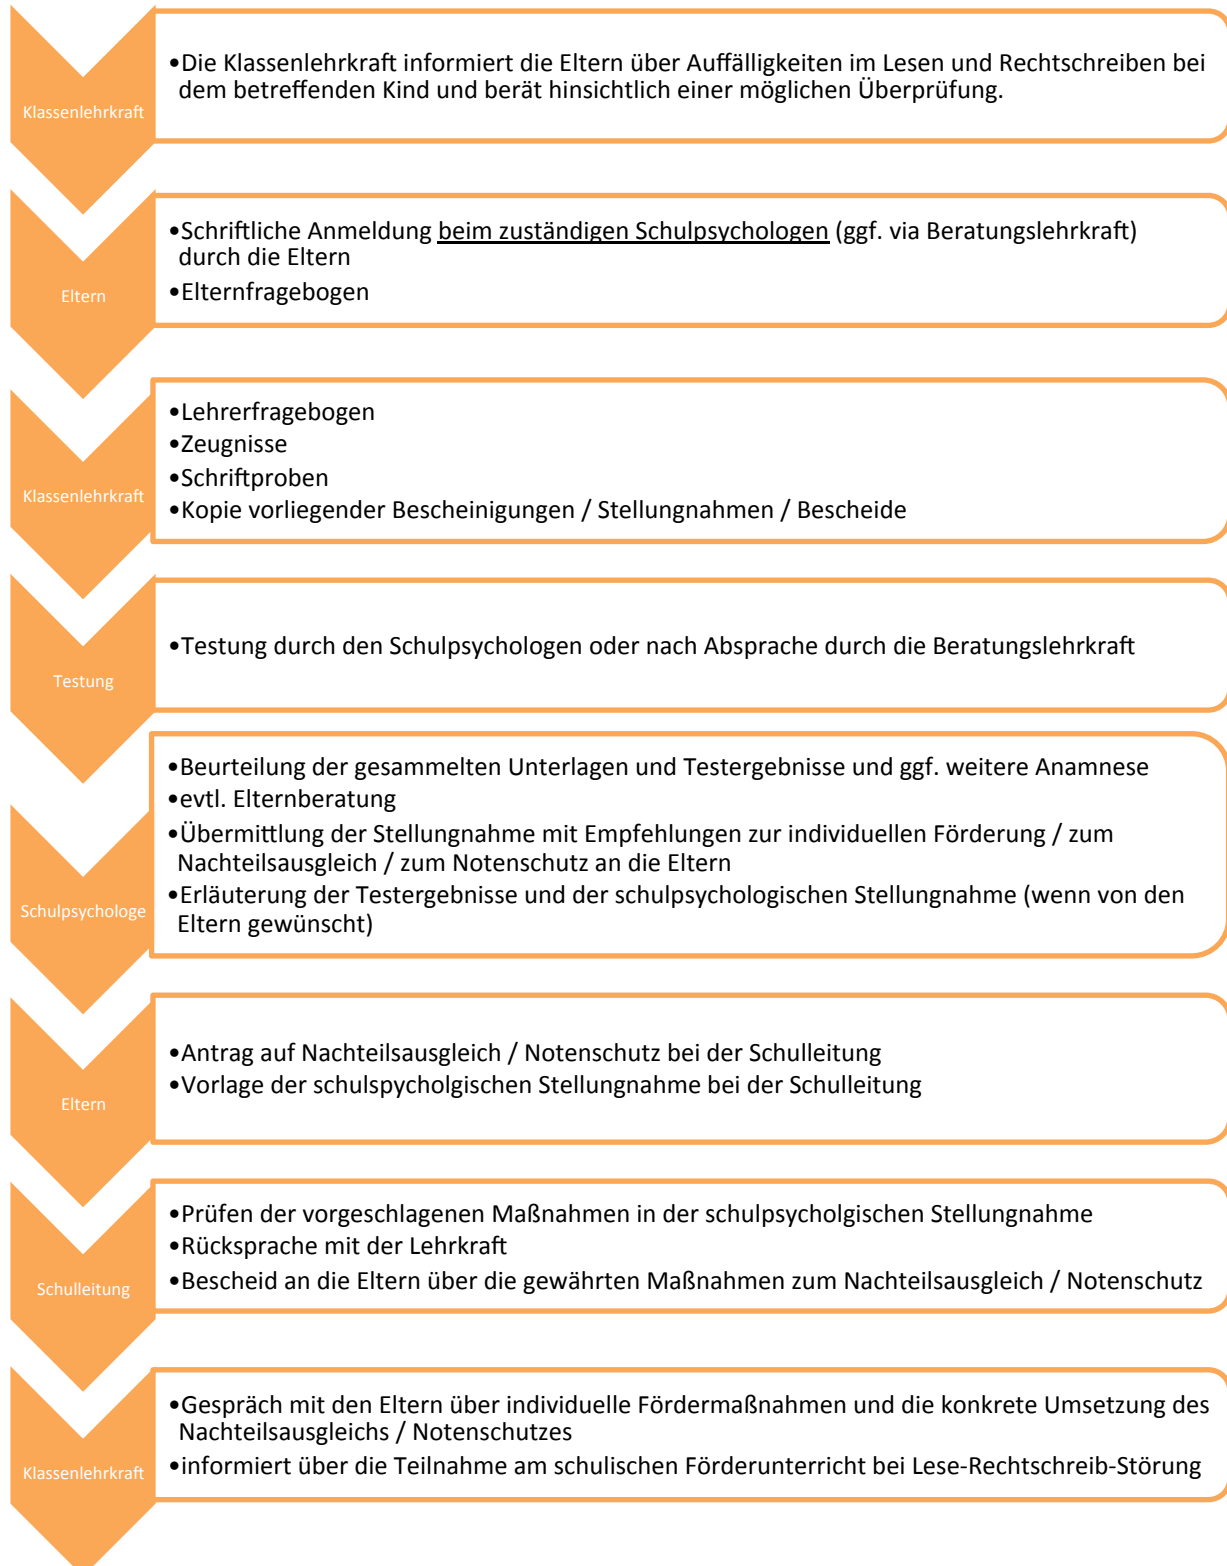 Klassenlehrkraft
•Die Klassenlehrkraft informiert die Eltern über Auffälligkeiten im Lesen und Rechtschreiben bei
dem betreffenden Kind und berät hinsichtlich einer möglichen Überprüfung.
Eltern
•Schriftliche Anmeldung beim zuständigen Schulpsychologen (ggf. via Beratungslehrkraft)
durch die Eltern
•Elternfragebogen
Klassenlehrkraft
•Lehrerfragebogen
•Zeugnisse
•Schriftproben
•Kopie vorliegender Bescheinigungen / Stellungnahmen / Bescheide
Testung
•Testung durch den Schulpsychologen oder nach Absprache durch die Beratungslehrkraft
Schulpsychologe
•Beurteilung der gesammelten Unterlagen und Testergebnisse und ggf. weitere Anamnese
•evtl. Elternberatung
•Übermittlung der Stellungnahme mit Empfehlungen zur individuellen Förderung / zum
Nachteilsausgleich / zum Notenschutz an die Eltern
•Erläuterung der Testergebnisse und der schulpsychologischen Stellungnahme (wenn von den
Eltern gewünscht)
Eltern
•Antrag auf Nachteilsausgleich / Notenschutz bei der Schulleitung
•Vorlage der schulspycholgischen Stellungnahme bei der Schulleitung
Schulleitung
•Prüfen der vorgeschlagenen Maßnahmen in der schulpsycholgischen Stellungnahme
•Rücksprache mit der Lehrkraft
•Bescheid an die Eltern über die gewährten Maßnahmen zum Nachteilsausgleich / Notenschutz
Klassenlehrkraft
•Gespräch mit den Eltern über individuelle Fördermaßnahmen und die konkrete Umsetzung des
Nachteilsausgleichs / Notenschutzes
•informiert über die Teilnahme am schulischen Förderunterricht bei Lese-Rechtschreib-Störung